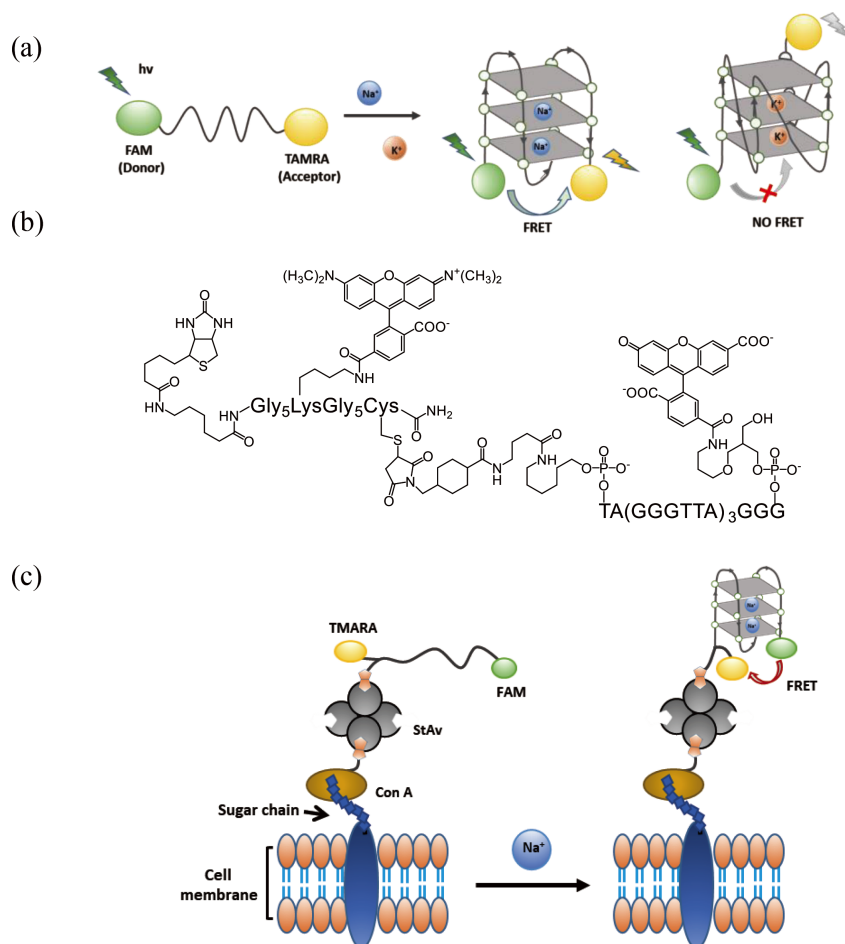 (a)
hv
Na⁺
K⁺
FAM
(Donor)
TAMRA
(Acceptor)
Na⁺
Na⁺
FRET
K⁺
K⁺
NO FRET
(b)
O
HN
NH
S
O
HN
O
HN
Gly₅LysGly₅Cys
NH₂
O
(H₃C)₂N
O
N⁺(CH₃)₂
COO⁻
O
NH
S
O
N
O
O
N
H
O
HN
O
O
P
O⁻
O
O
O
COO⁻
⁻OOC
O
NH
OH
O
O
O
P
O⁻
O
TA(GGGTTA)₃GGG
(c)
TMARA
FAM
StAv
Con A
Sugar chain
Cell
membrane
Na⁺
Na⁺
Na⁺
FRET